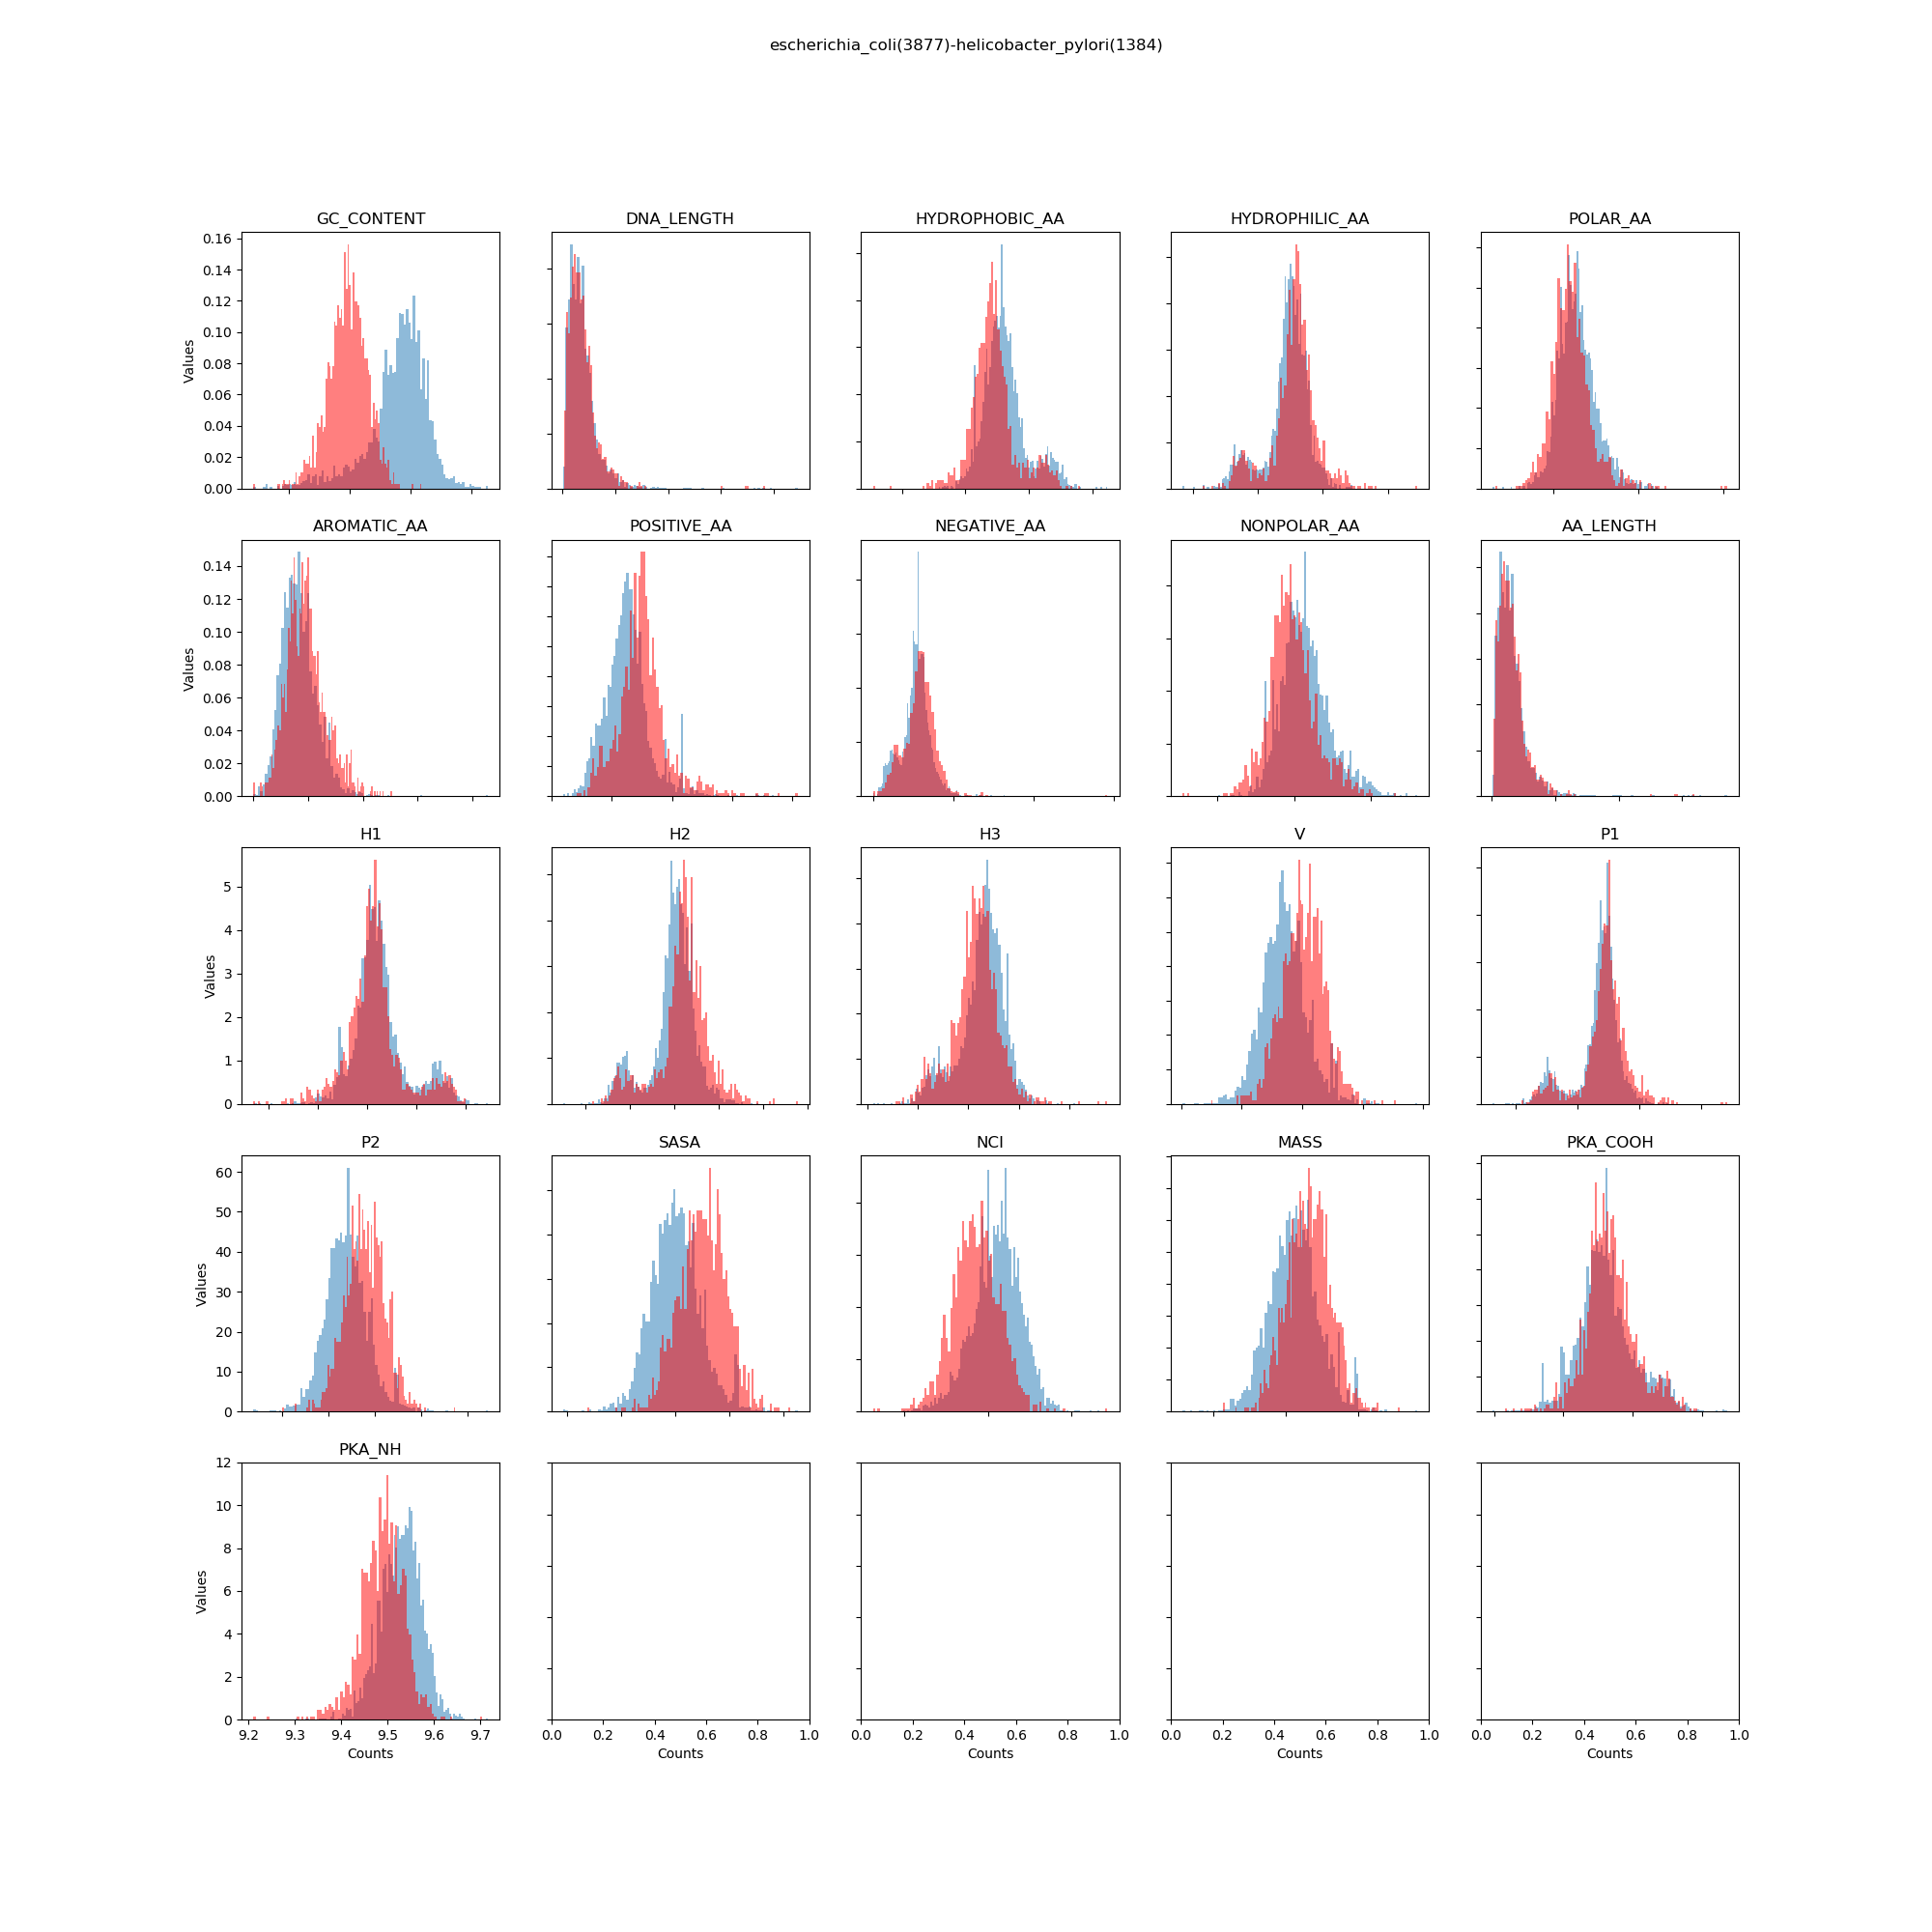 escherichia_coli(3877)-helicobacter_pylori(1384)
GC_CONTENT DNA_LENGTH HYDROPHOBIC_AA HYDROPHILIC_AA POLAR_AA
0.16
0.14
0.12
0.10
0.08
0.06
0.04
0.02
0.00
Values
AROMATIC_AA POSITIVE_AA NEGATIVE_AA NONPOLAR_AA AA_LENGTH
0.14
0.12
0.10
0.08
0.06
0.04
0.02
0.00
Values
H1 H2 H3 V P1
5
4
3
2
1
0
Values
P2 SASA NCI MASS PKA_COOH
60
50
40
30
20
10
0
Values
PKA_NH
12
10
8
6
4
2
0
Values
9.2 9.3 9.4 9.5 9.6 9.7 0.0 0.2 0.4 0.6 0.8 1.0 0.0 0.2 0.4 0.6 0.8 1.0 0.0 0.2 0.4 0.6 0.8 1.0 0.0 0.2 0.4 0.6 0.8 1.0
Counts Counts Counts Counts Counts